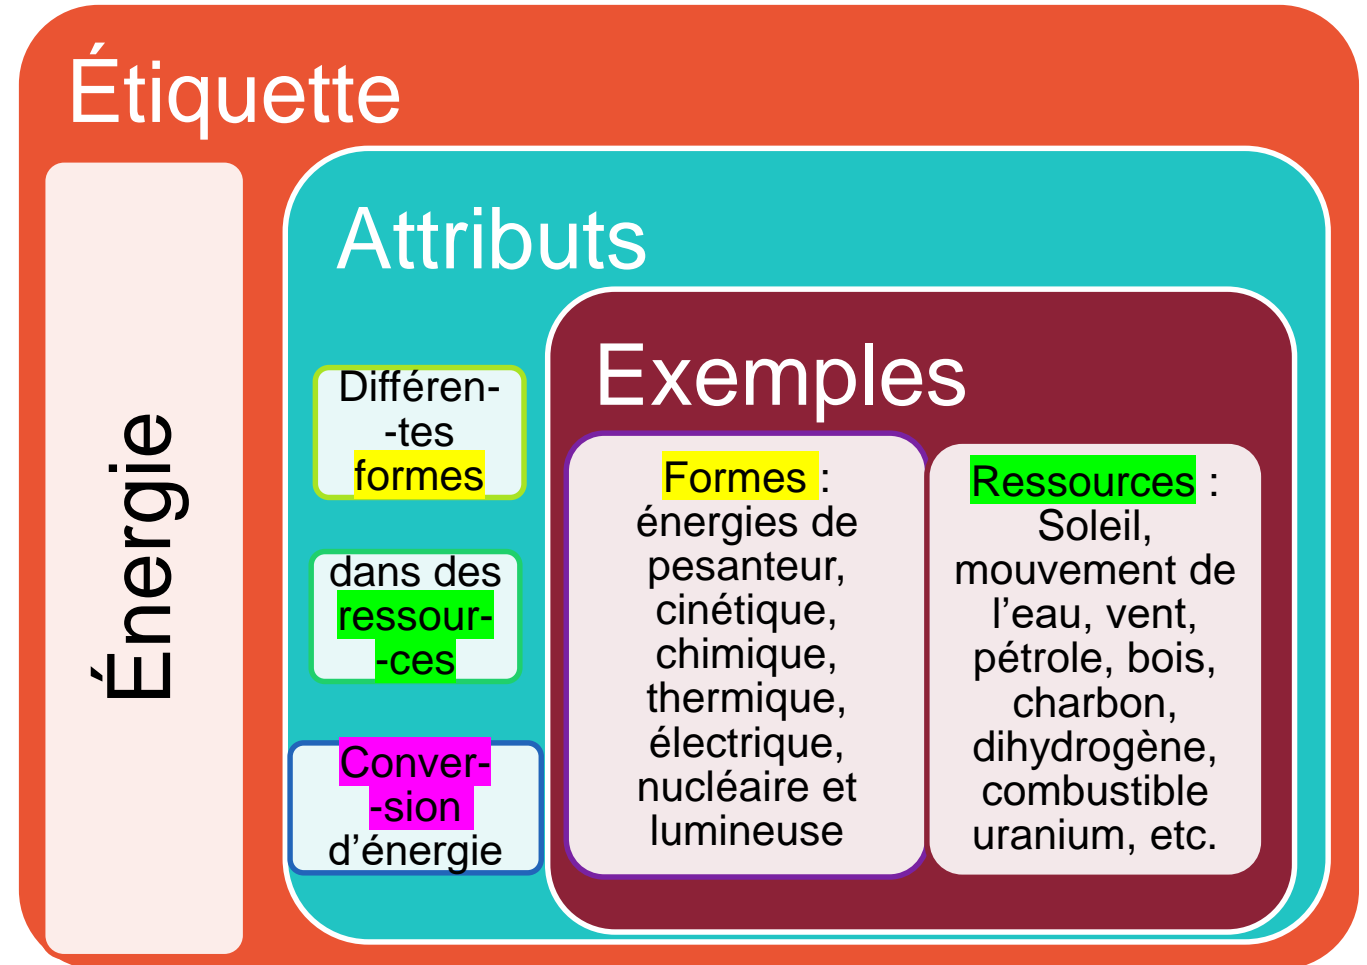 Étiquette
Énergie
Attributs
Différen-
-tes
formes
dans des
ressour-
-ces
Conver-
-sion
d’énergie
Exemples
Formes :
énergies de
pesanteur,
cinétique,
chimique,
thermique,
électrique,
nucléaire et
lumineuse
Ressources :
Soleil,
mouvement de
l’eau, vent,
pétrole, bois,
charbon,
dihydrogène,
combustible
uranium, etc.